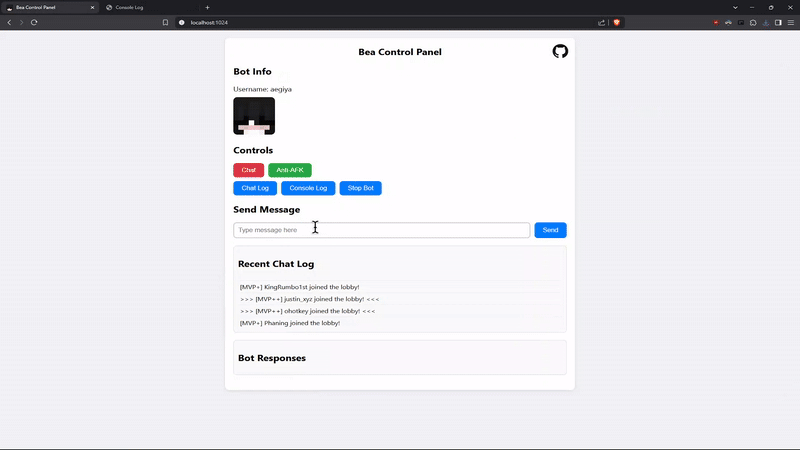 Bea Control Panel
Console Log
localhost:1024
Bea Control Panel
Bot Info
Username: aegiya
Controls
Chat Anti-AFK
Chat Log Console Log Stop Bot
Send Message
Type message here Send
Recent Chat Log
[MVP+] KingRumbo1st joined the lobby!
>>> [MVP++] justin_xyz joined the lobby! <<<
>>> [MVP++] ohotkey joined the lobby! <<<
[MVP+] Phaning joined the lobby!
Bot Responses